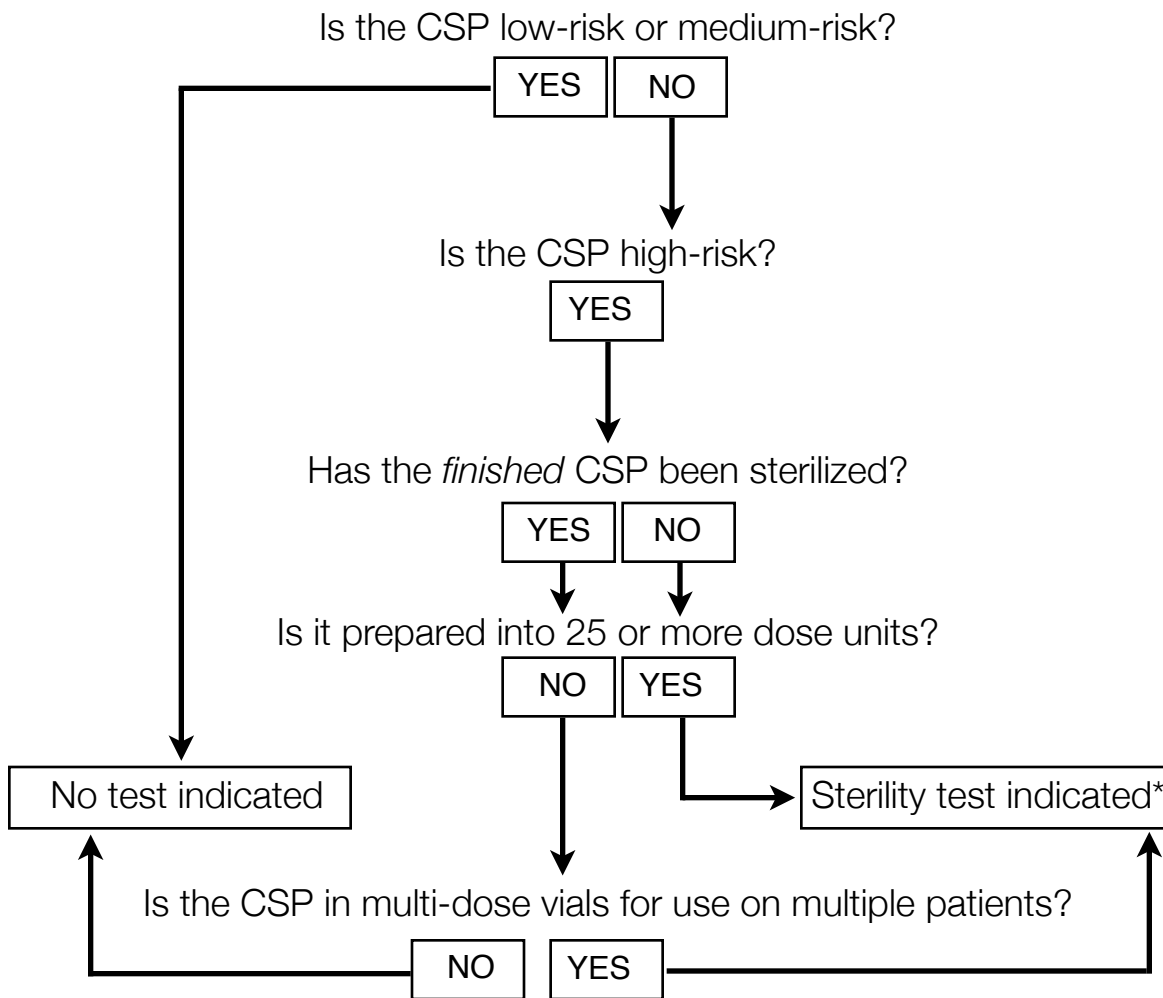 Is the CSP low-risk or medium-risk?
YES NO
Is the CSP high-risk?
YES
Has the finished CSP been sterilized?
YES NO
Is it prepared into 25 or more dose units?
NO YES
No test indicated
Sterility test indicated*
Is the CSP in multi-dose vials for use on multiple patients?
NO YES